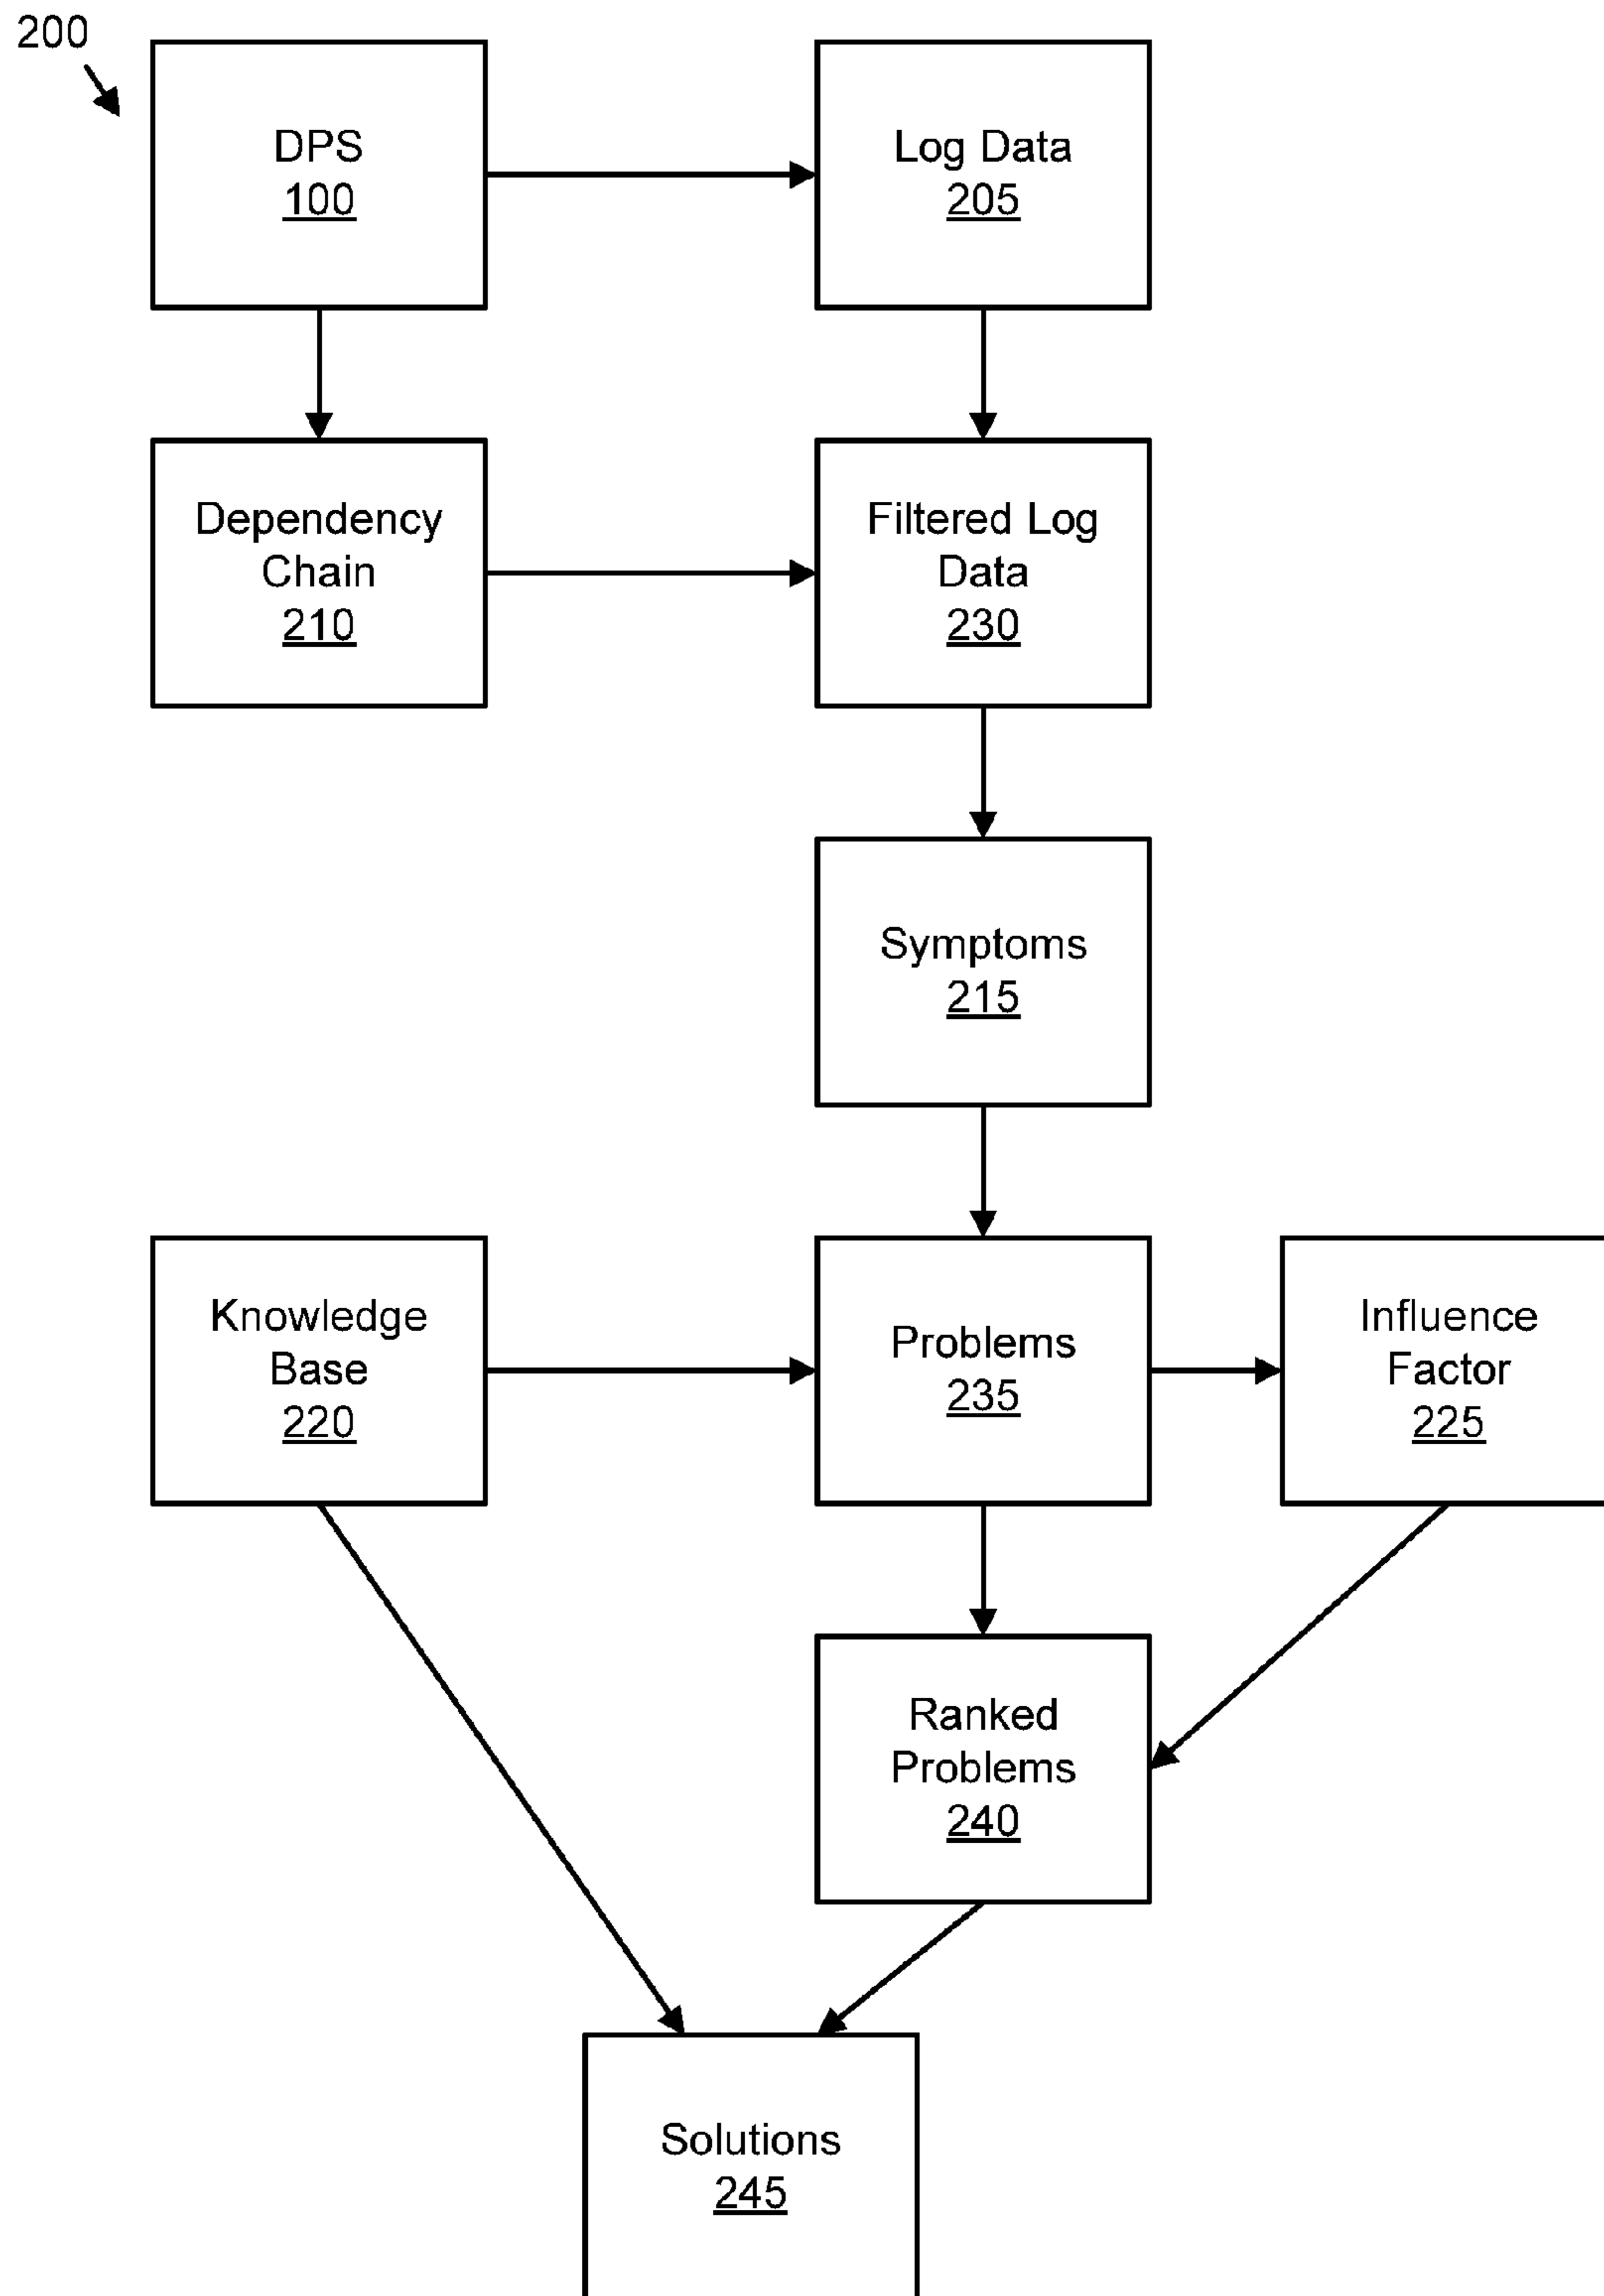 200
DPS
100
Log Data
205
Dependency
Chain
210
Filtered Log
Data
230
Symptoms
215
Knowledge
Base
220
Problems
235
Influence
Factor
225
Ranked
Problems
240
Solutions
245